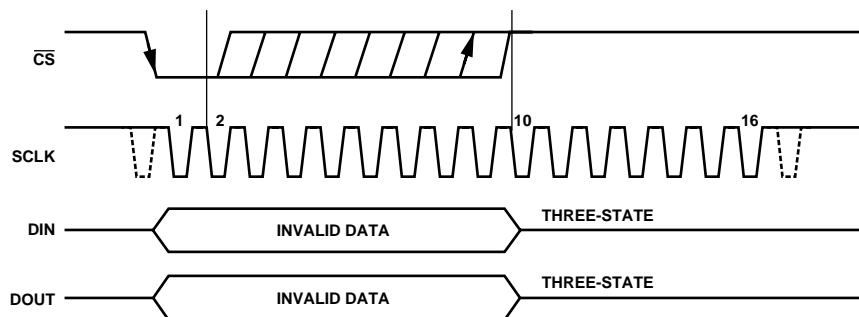 CS
1 2 10 16
SCLK
THREE-STATE
DIN INVALID DATA
THREE-STATE
DOUT INVALID DATA